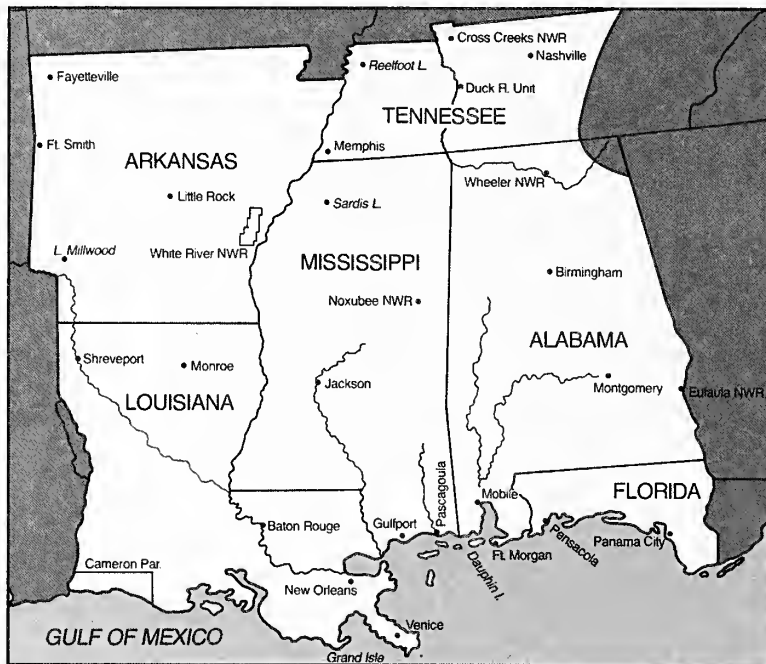 Cross Creeks NWR
Nashville
Reelfoot L.
Fayetteville
Duck R. Unit
TENNESSEE
Ft. Smith
Memphis
ARKANSAS
Wheeler NWR
Little Rock
Sardis L.
L. Millwood
White River NWR
MISSISSIPPI
Birmingham
Noxubee NWR
ALABAMA
Shreveport
Monroe
Jackson
Montgomery
Eufaula NWR
LOUISIANA
Pascagoula
Mobile
FLORIDA
Baton Rouge
Gulfport
Pensacola
Panama City
Ft. Morgan
Dauphin I.
Cameron Par.
New Orleans
Venice
GULF OF MEXICO
Grand Isle